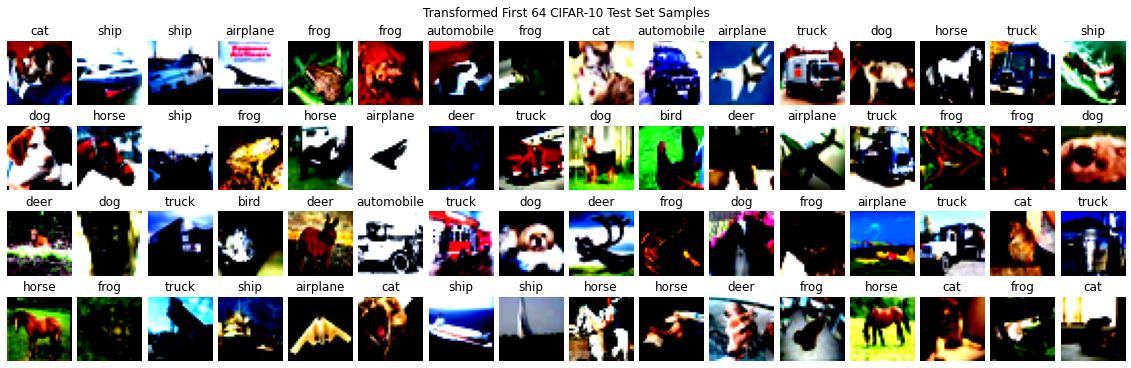 Transformed First 64 CIFAR-10 Test Set Samples
cat ship ship airplane frog frog automobile frog cat automobile airplane truck dog horse truck ship
dog horse ship frog horse airplane deer truck dog bird deer airplane truck frog frog dog
deer dog truck bird deer automobile truck dog deer frog dog frog airplane truck cat truck
horse frog truck ship airplane cat ship ship horse horse deer frog horse cat frog cat